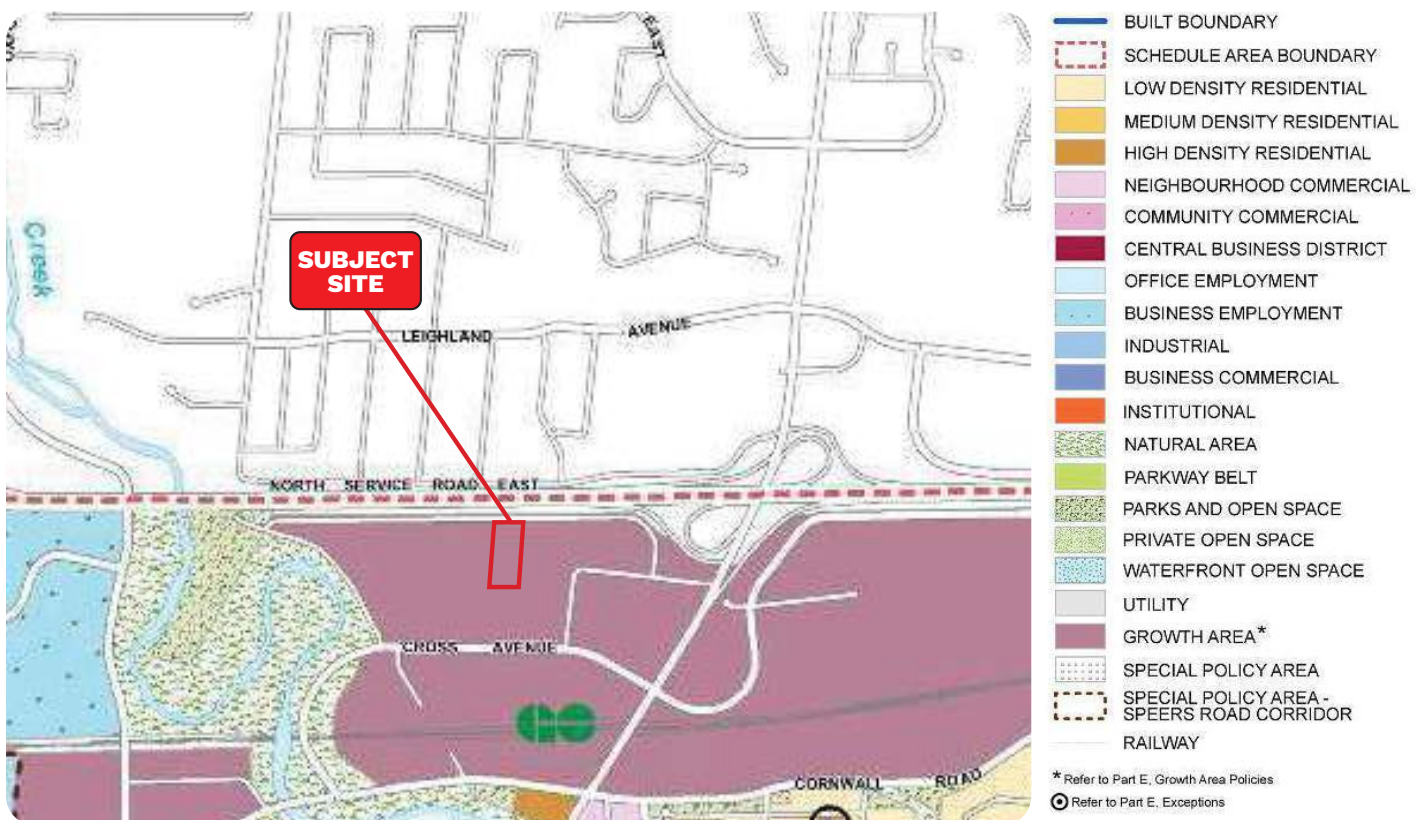 EAST
Creek
SUBJECT
SITE
LEIGHLAND AVENUE
NORTH SERVICE ROAD EAST
CROSS AVENUE
GO
CORNWALL ROAD
BUILT BOUNDARY
SCHEDULE AREA BOUNDARY
LOW DENSITY RESIDENTIAL
MEDIUM DENSITY RESIDENTIAL
HIGH DENSITY RESIDENTIAL
NEIGHBOURHOOD COMMERCIAL
COMMUNITY COMMERCIAL
CENTRAL BUSINESS DISTRICT
OFFICE EMPLOYMENT
BUSINESS EMPLOYMENT
INDUSTRIAL
BUSINESS COMMERCIAL
INSTITUTIONAL
NATURAL AREA
PARKWAY BELT
PARKS AND OPEN SPACE
PRIVATE OPEN SPACE
WATERFRONT OPEN SPACE
UTILITY
GROWTH AREA*
SPECIAL POLICY AREA
SPECIAL POLICY AREA -
SPEERS ROAD CORRIDOR
RAILWAY
* Refer to Part E, Growth Area Policies
Refer to Part E, Exceptions